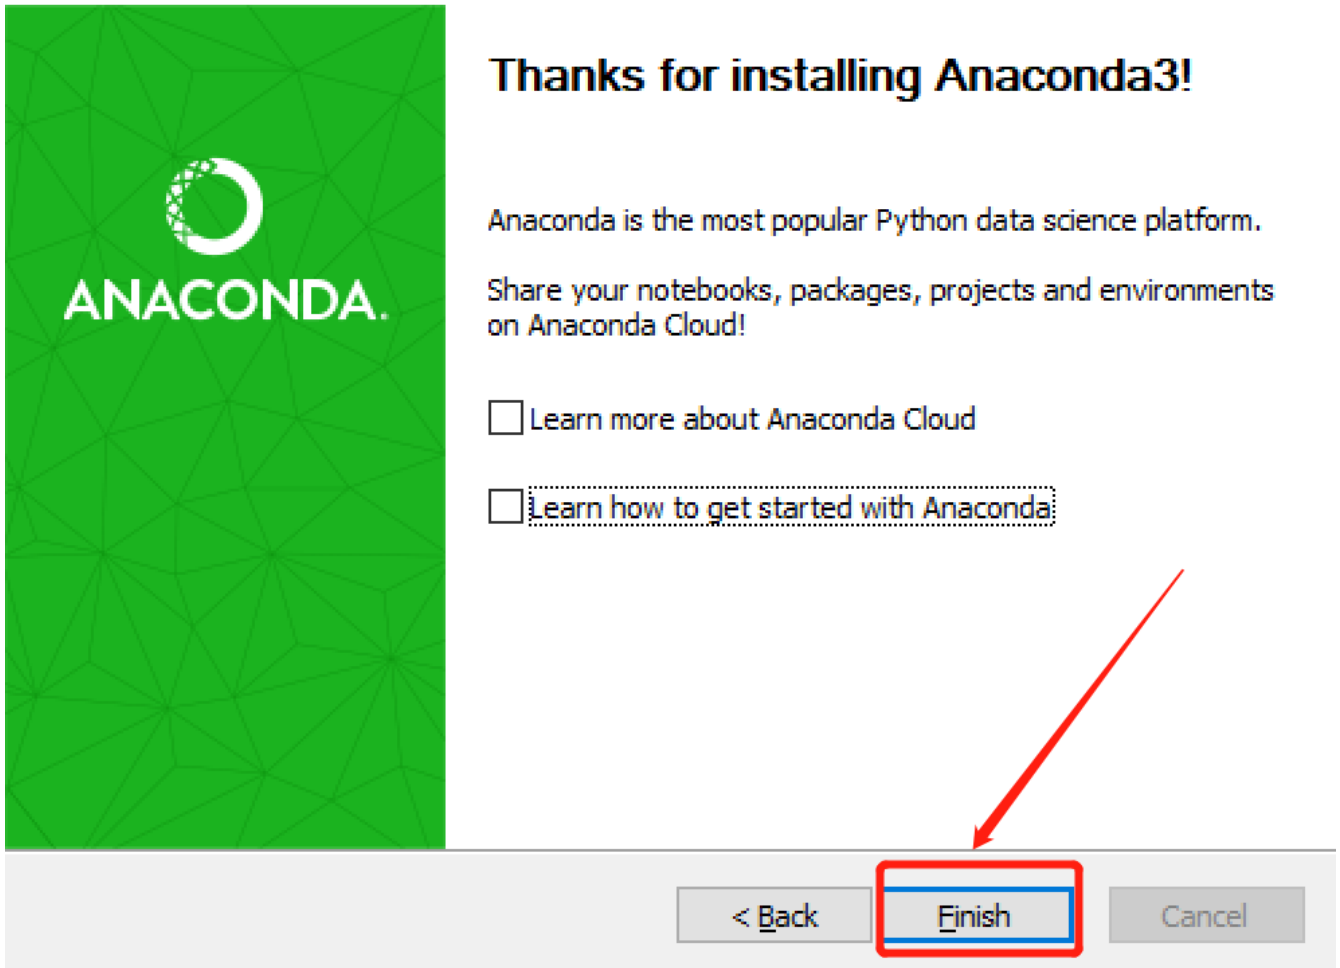 Thanks for installing Anaconda3!
ANACONDA.
Anaconda is the most popular Python data science platform.
Share your notebooks, packages, projects and environments
on Anaconda Cloud!
Learn more about Anaconda Cloud
Learn how to get started with Anaconda
< Back
Finish
Cancel